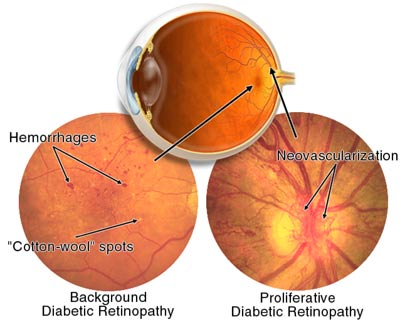 Hemorrhages
Neovascularization
"Cotton-wool" spots
Background
Diabetic Retinopathy
Proliferative
Diabetic Retinopathy